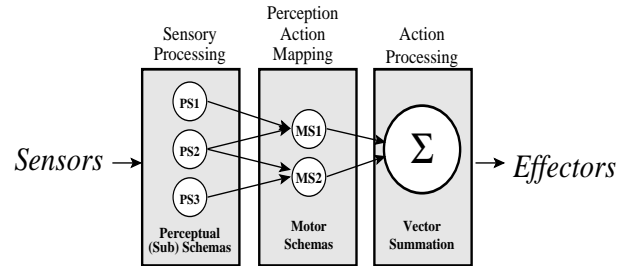 Sensory
Processing
Perception
Action
Mapping
Action
Processing
Sensors
PS1
PS2
PS3
Perceptual
(Sub) Schemas
MS1
MS2
Motor
Schemas
Σ
Vector
Summation
Effectors